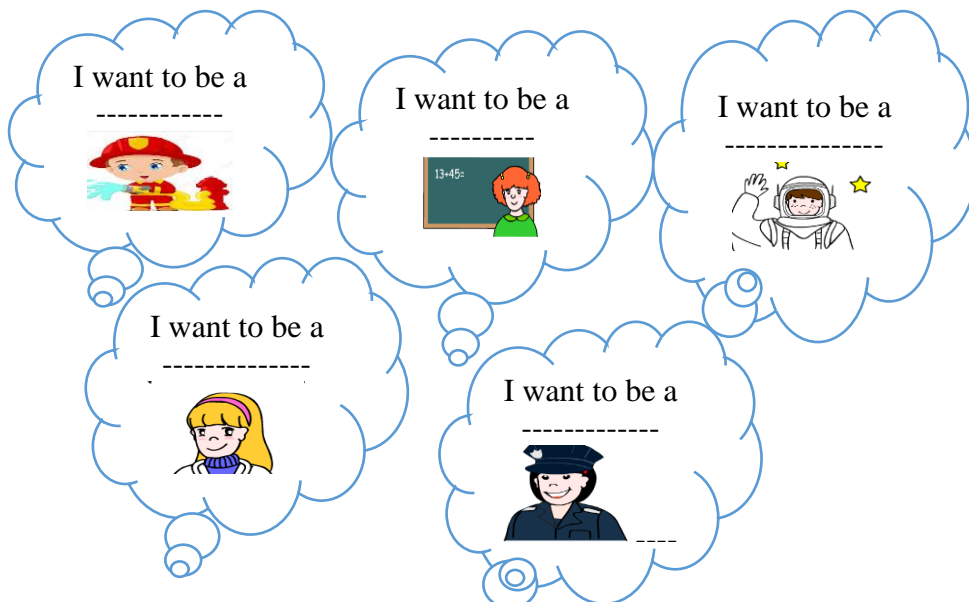 I want to be a
------------
I want to be a
----------
13+45=
I want to be a
---------------
I want to be a
--------------
I want to be a
-------------
----